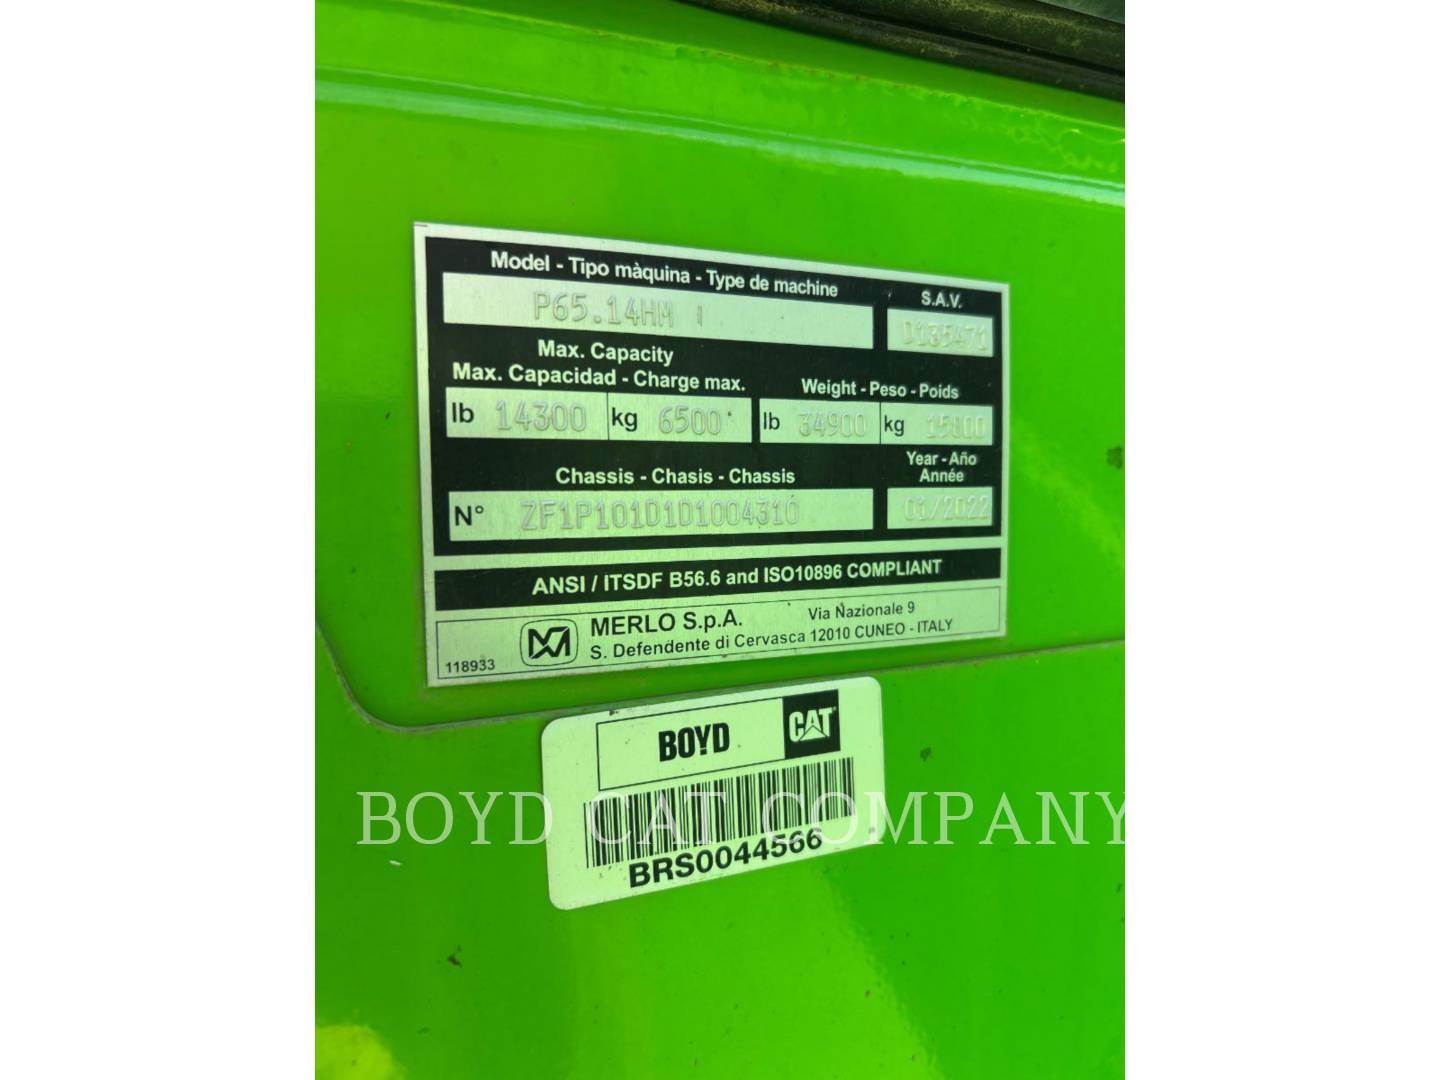 Model - Tipo màquina - Type de machine
S.A.V.
P65.14HM
D135471
Max. Capacity
Max. Capacidad - Charge max.
Weight - Peso - Poids
lb 14300 kg 6500 lb 34900 kg 15800
Chassis - Chasis - Chassis
Year - Año
Année
N° ZF1P101D1D1004310 01/2022
ANSI / ITSDF B56.6 and ISO10896 COMPLIANT
MERLO S.p.A. Via Nazionale 9
S. Defendente di Cervasca 12010 CUNEO - ITALY
118933
BOYD CAT
BRS0044566
BOYD CAT COMPANY